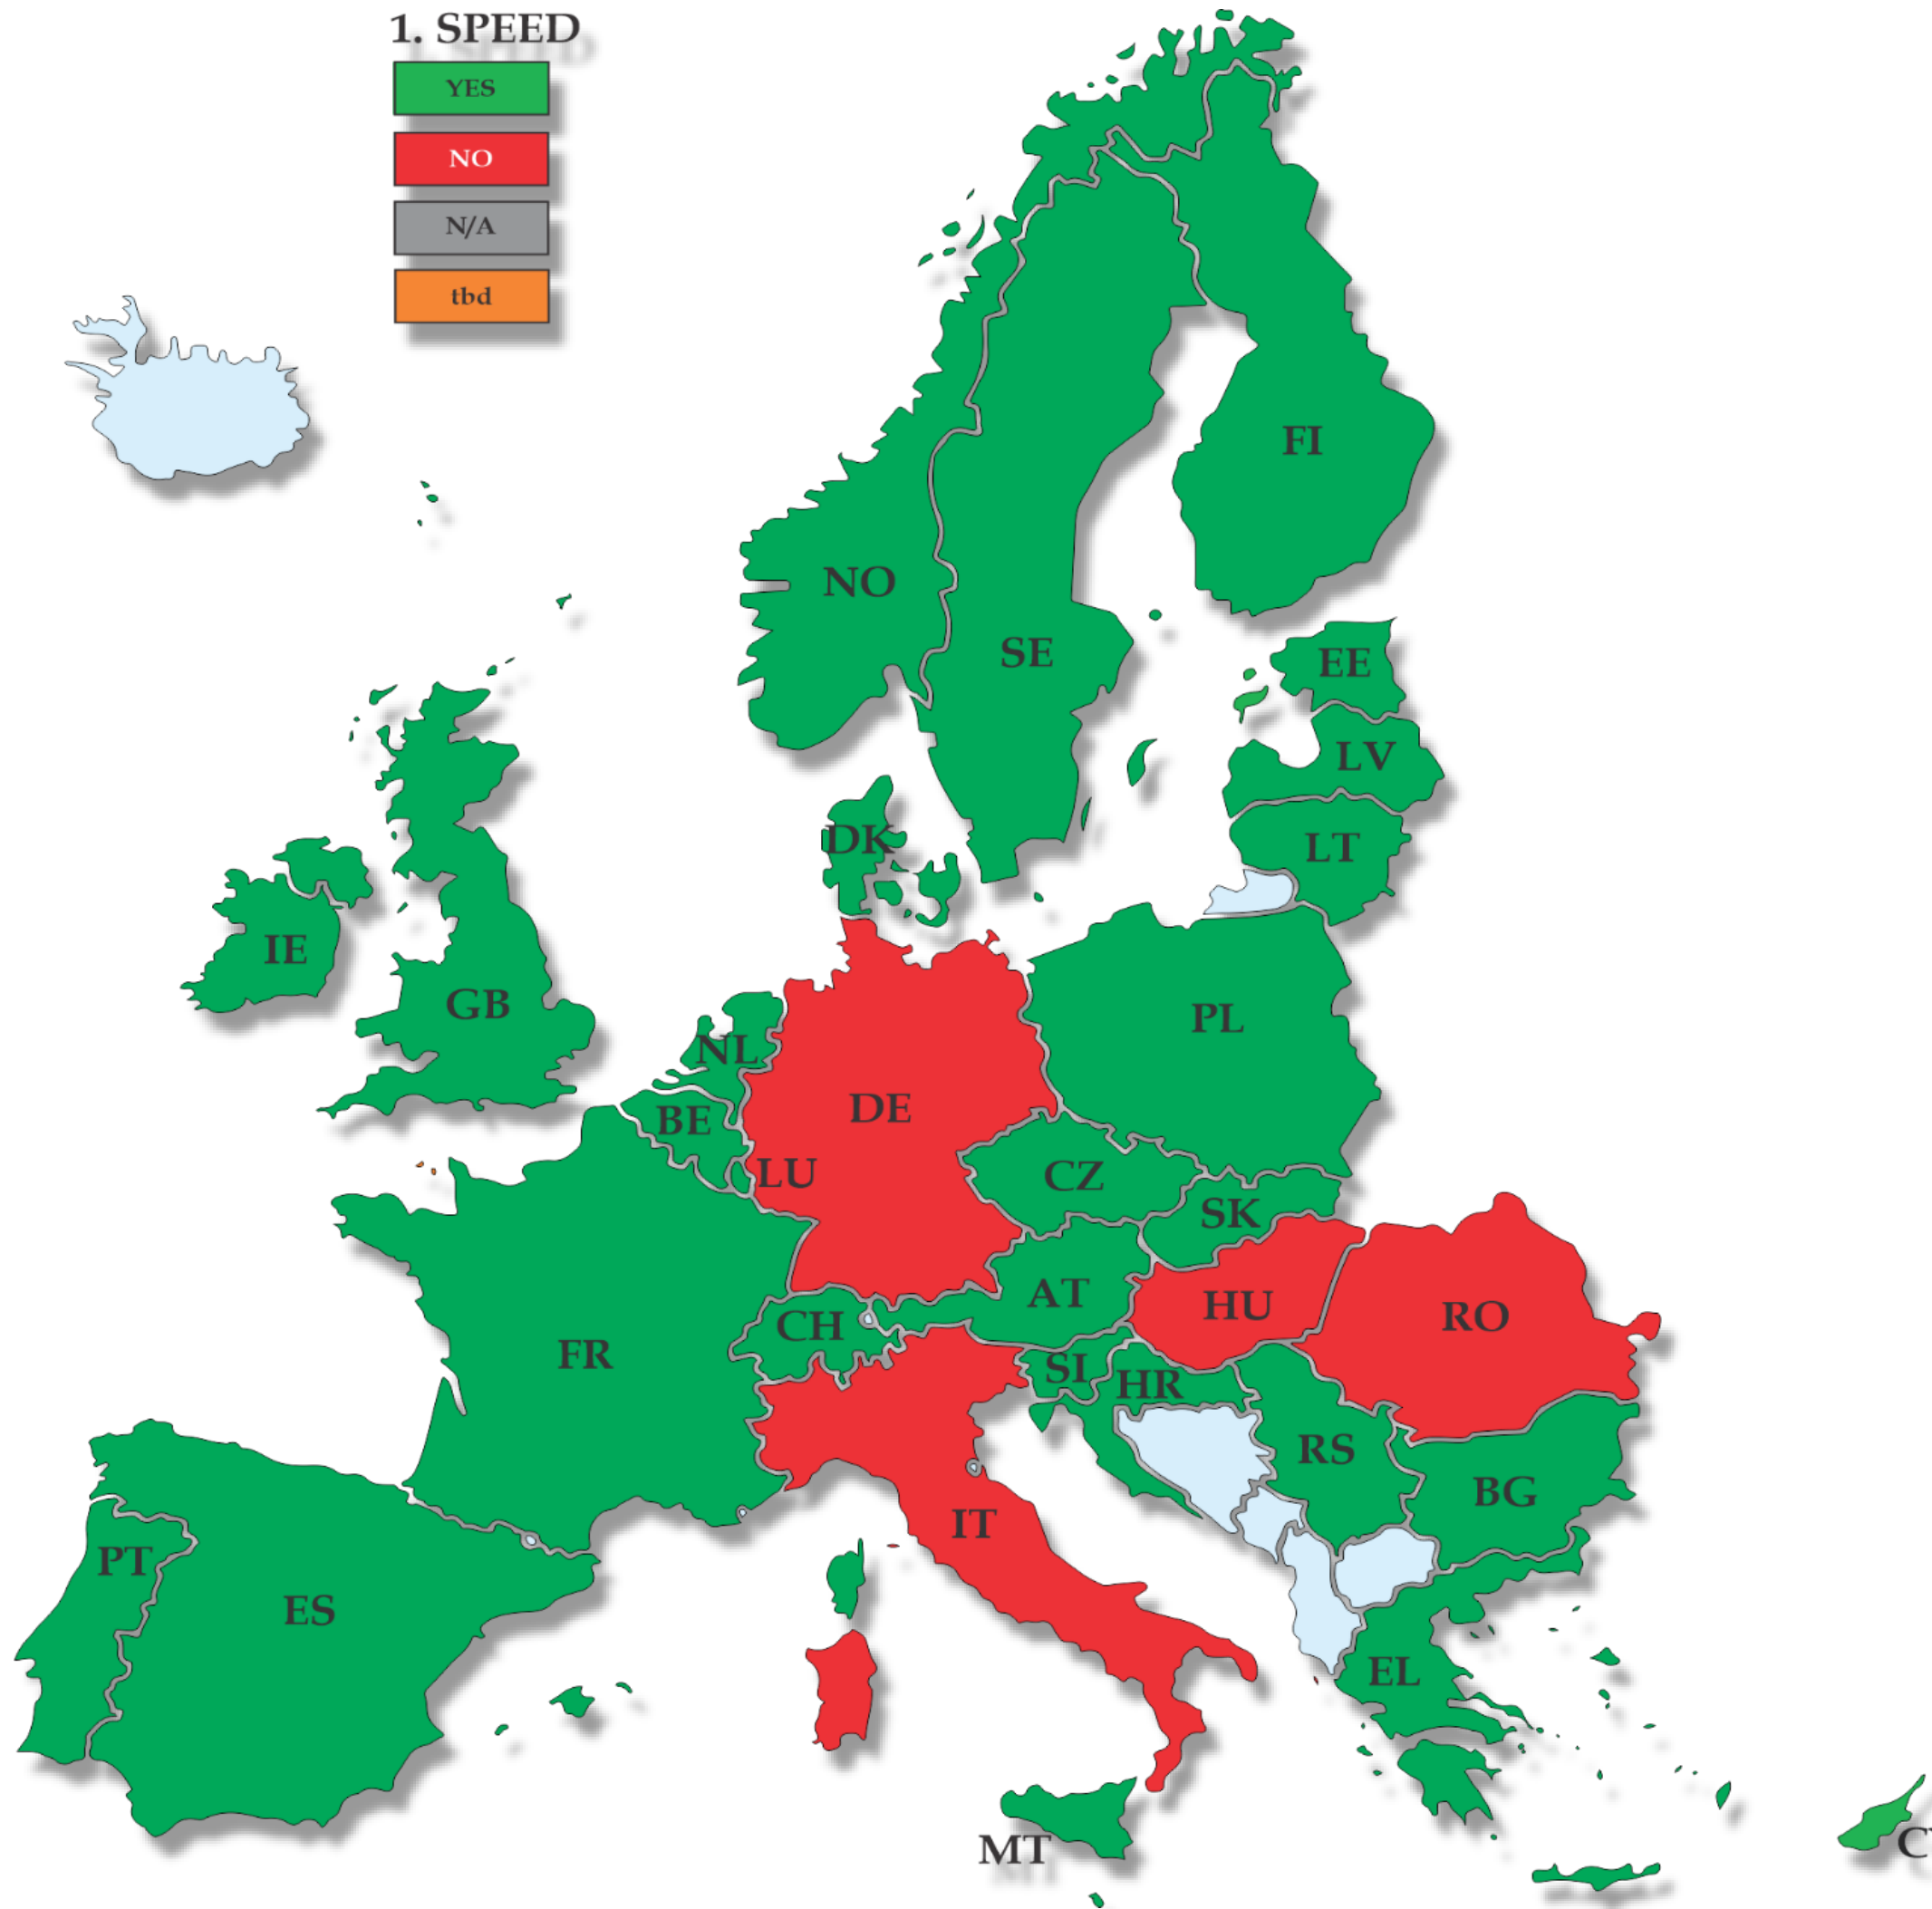 1. SPEED
YES
NO
N/A
tbd
FI
NO
SE
EE
LV
DK
LT
IE
GB
PL
NL
DE
BE
LU
CZ
SK
AT
HU
RO
CH
FR
SI
HR
RS
BG
IT
PT
ES
EL
MT